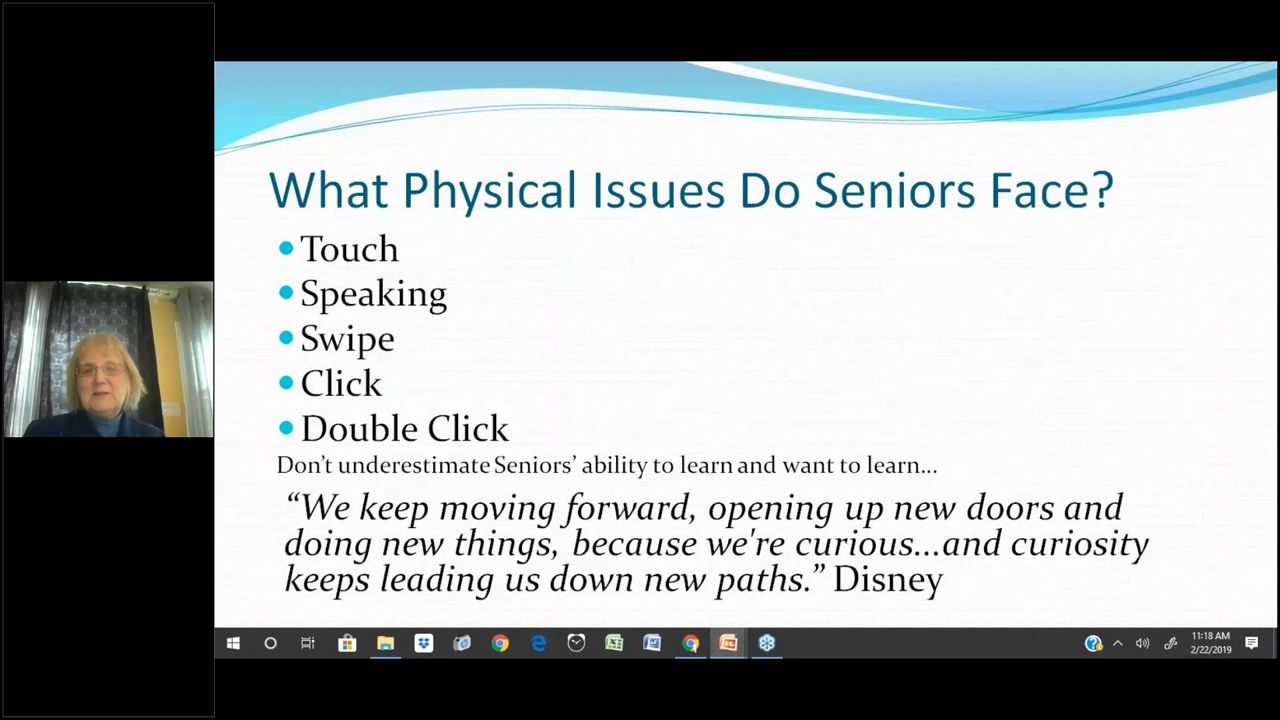 What Physical Issues Do Seniors Face?
• Touch
• Speaking
• Swipe
• Click
• Double Click
Don’t underestimate Seniors’ ability to learn and want to learn...
“We keep moving forward, opening up new doors and
doing new things, because we're curious...and curiosity
keeps leading us down new paths.” Disney
11:18 AM
2/22/2019